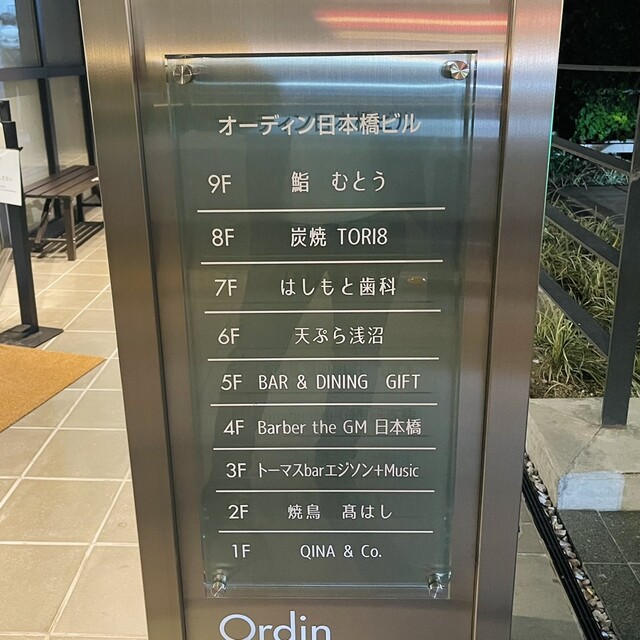 オーディン日本橋ビル
9F 鮨 むとう
8F 炭焼 TORI8
7F はしもと歯科
6F 天ぷら浅沼
5F BAR & DINING GIFT
4F Barber the GM 日本橋
3F トーマスbarエジソン+Music
2F 焼鳥 髙はし
1F QINA & Co.
Ordin